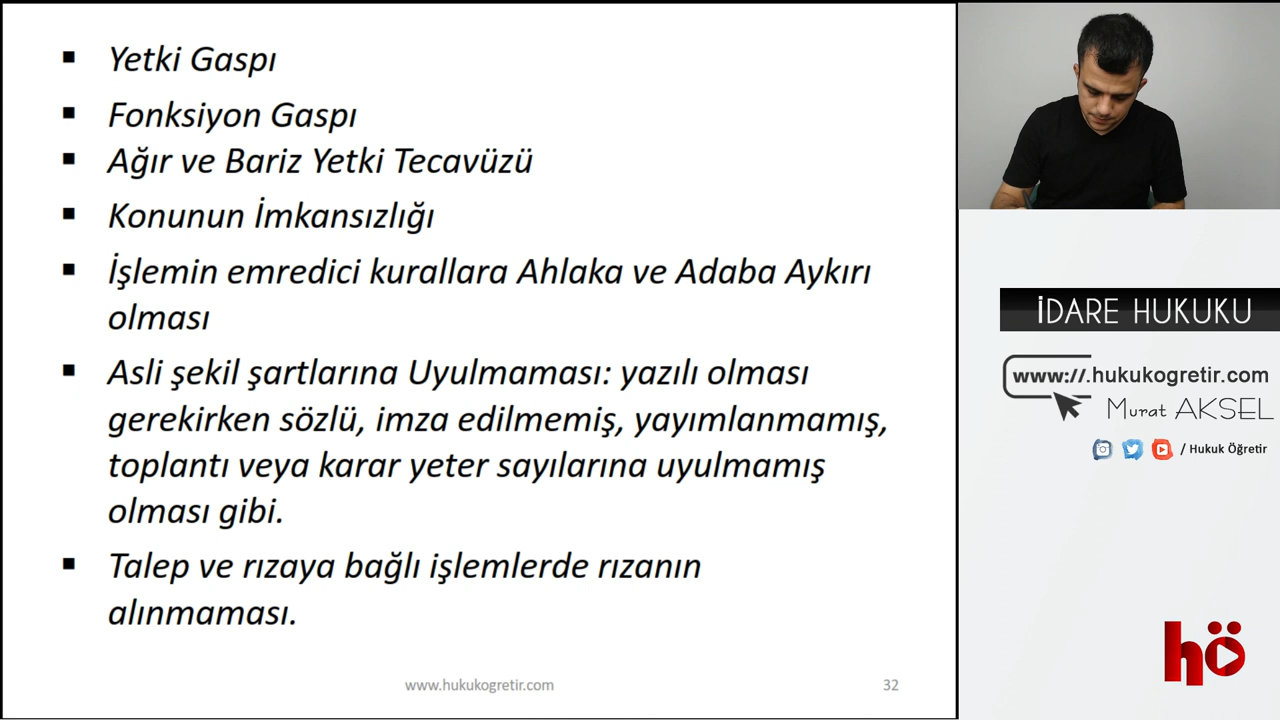 Yetki Gaspı
Fonksiyon Gaspı
Ağır ve Bariz Yetki Tecavüzü
Konunun İmkansızlığı
İşlemin emredici kurallara Ahlaka ve Adaba Aykırı
olması
Asli şekil şartlarına Uyulmaması: yazılı olması
gerekirken sözlü, imza edilmemiş, yayımlanmamış,
toplantı veya karar yeter sayılarına uyulmamış
olması gibi.
Talep ve rızaya bağlı işlemlerde rızanın
alınmaması.
www.hukukogretir.com
32
İDARE HUKUKU
www://.hukukogretir.com
Murat AKSEL
/ Hukuk Öğretir
hö